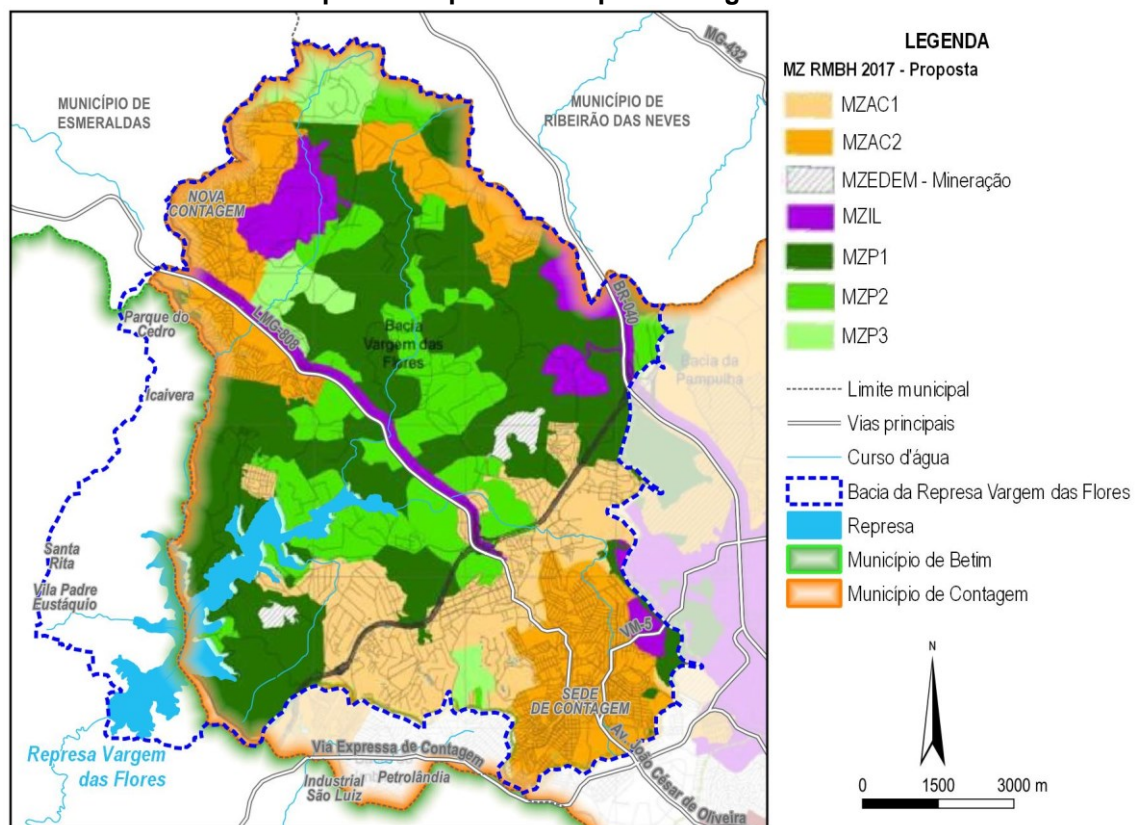 MG-432
MUNICÍPIO DE
ESMERALDAS
MUNICÍPIO DE
RIBEIRÃO DAS NEVES
NOVA
CONTAGEM
BR-040
Parque do
Cedro
LMG-808
Bacia
Vargem das
Flores
Bacia da
Pampulha
Icaivera
Santa
Rita
Vila Padre
Eustáquio
VM-5
SEDE
DE CONTAGEM
Av. João César de Oliveira
Represa Vargem
das Flores
Via Expressa de Contagem
Industrial
São Luiz
Petrolândia
LEGENDA
MZ RMBH 2017 - Proposta
MZAC1
MZAC2
MZEDEM - Mineração
MZIL
MZP1
MZP2
MZP3
Limite municipal
Vias principais
Curso d'água
Bacia da Represa Vargem das Flores
Represa
Município de Betim
Município de Contagem
N
0 1500 3000 m